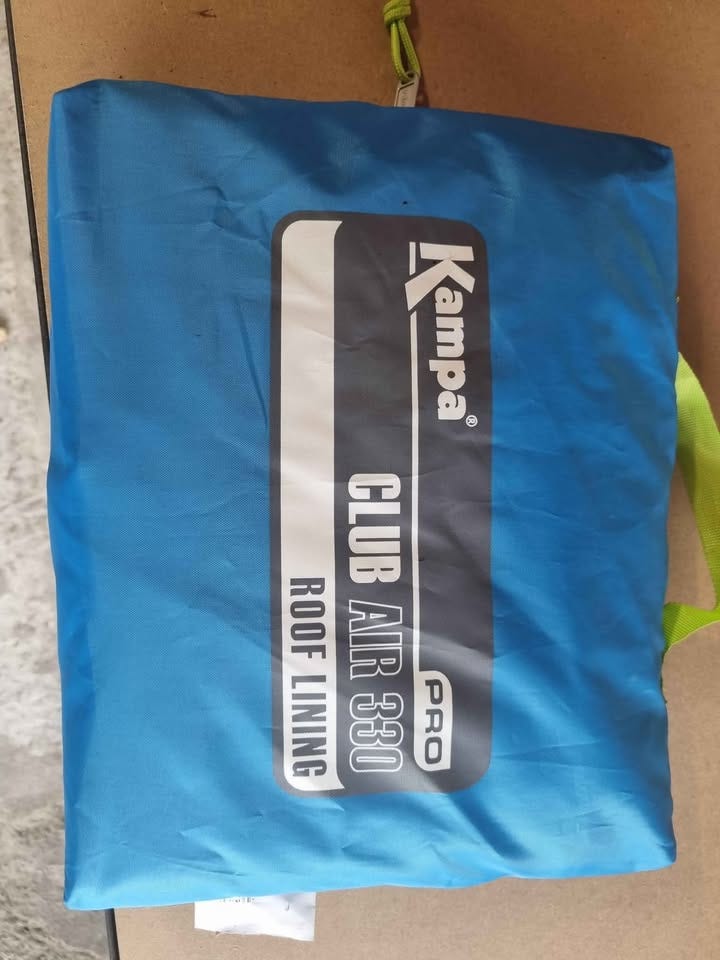 Kampa®
PRO
CLUB AIR 330
ROOF LINING